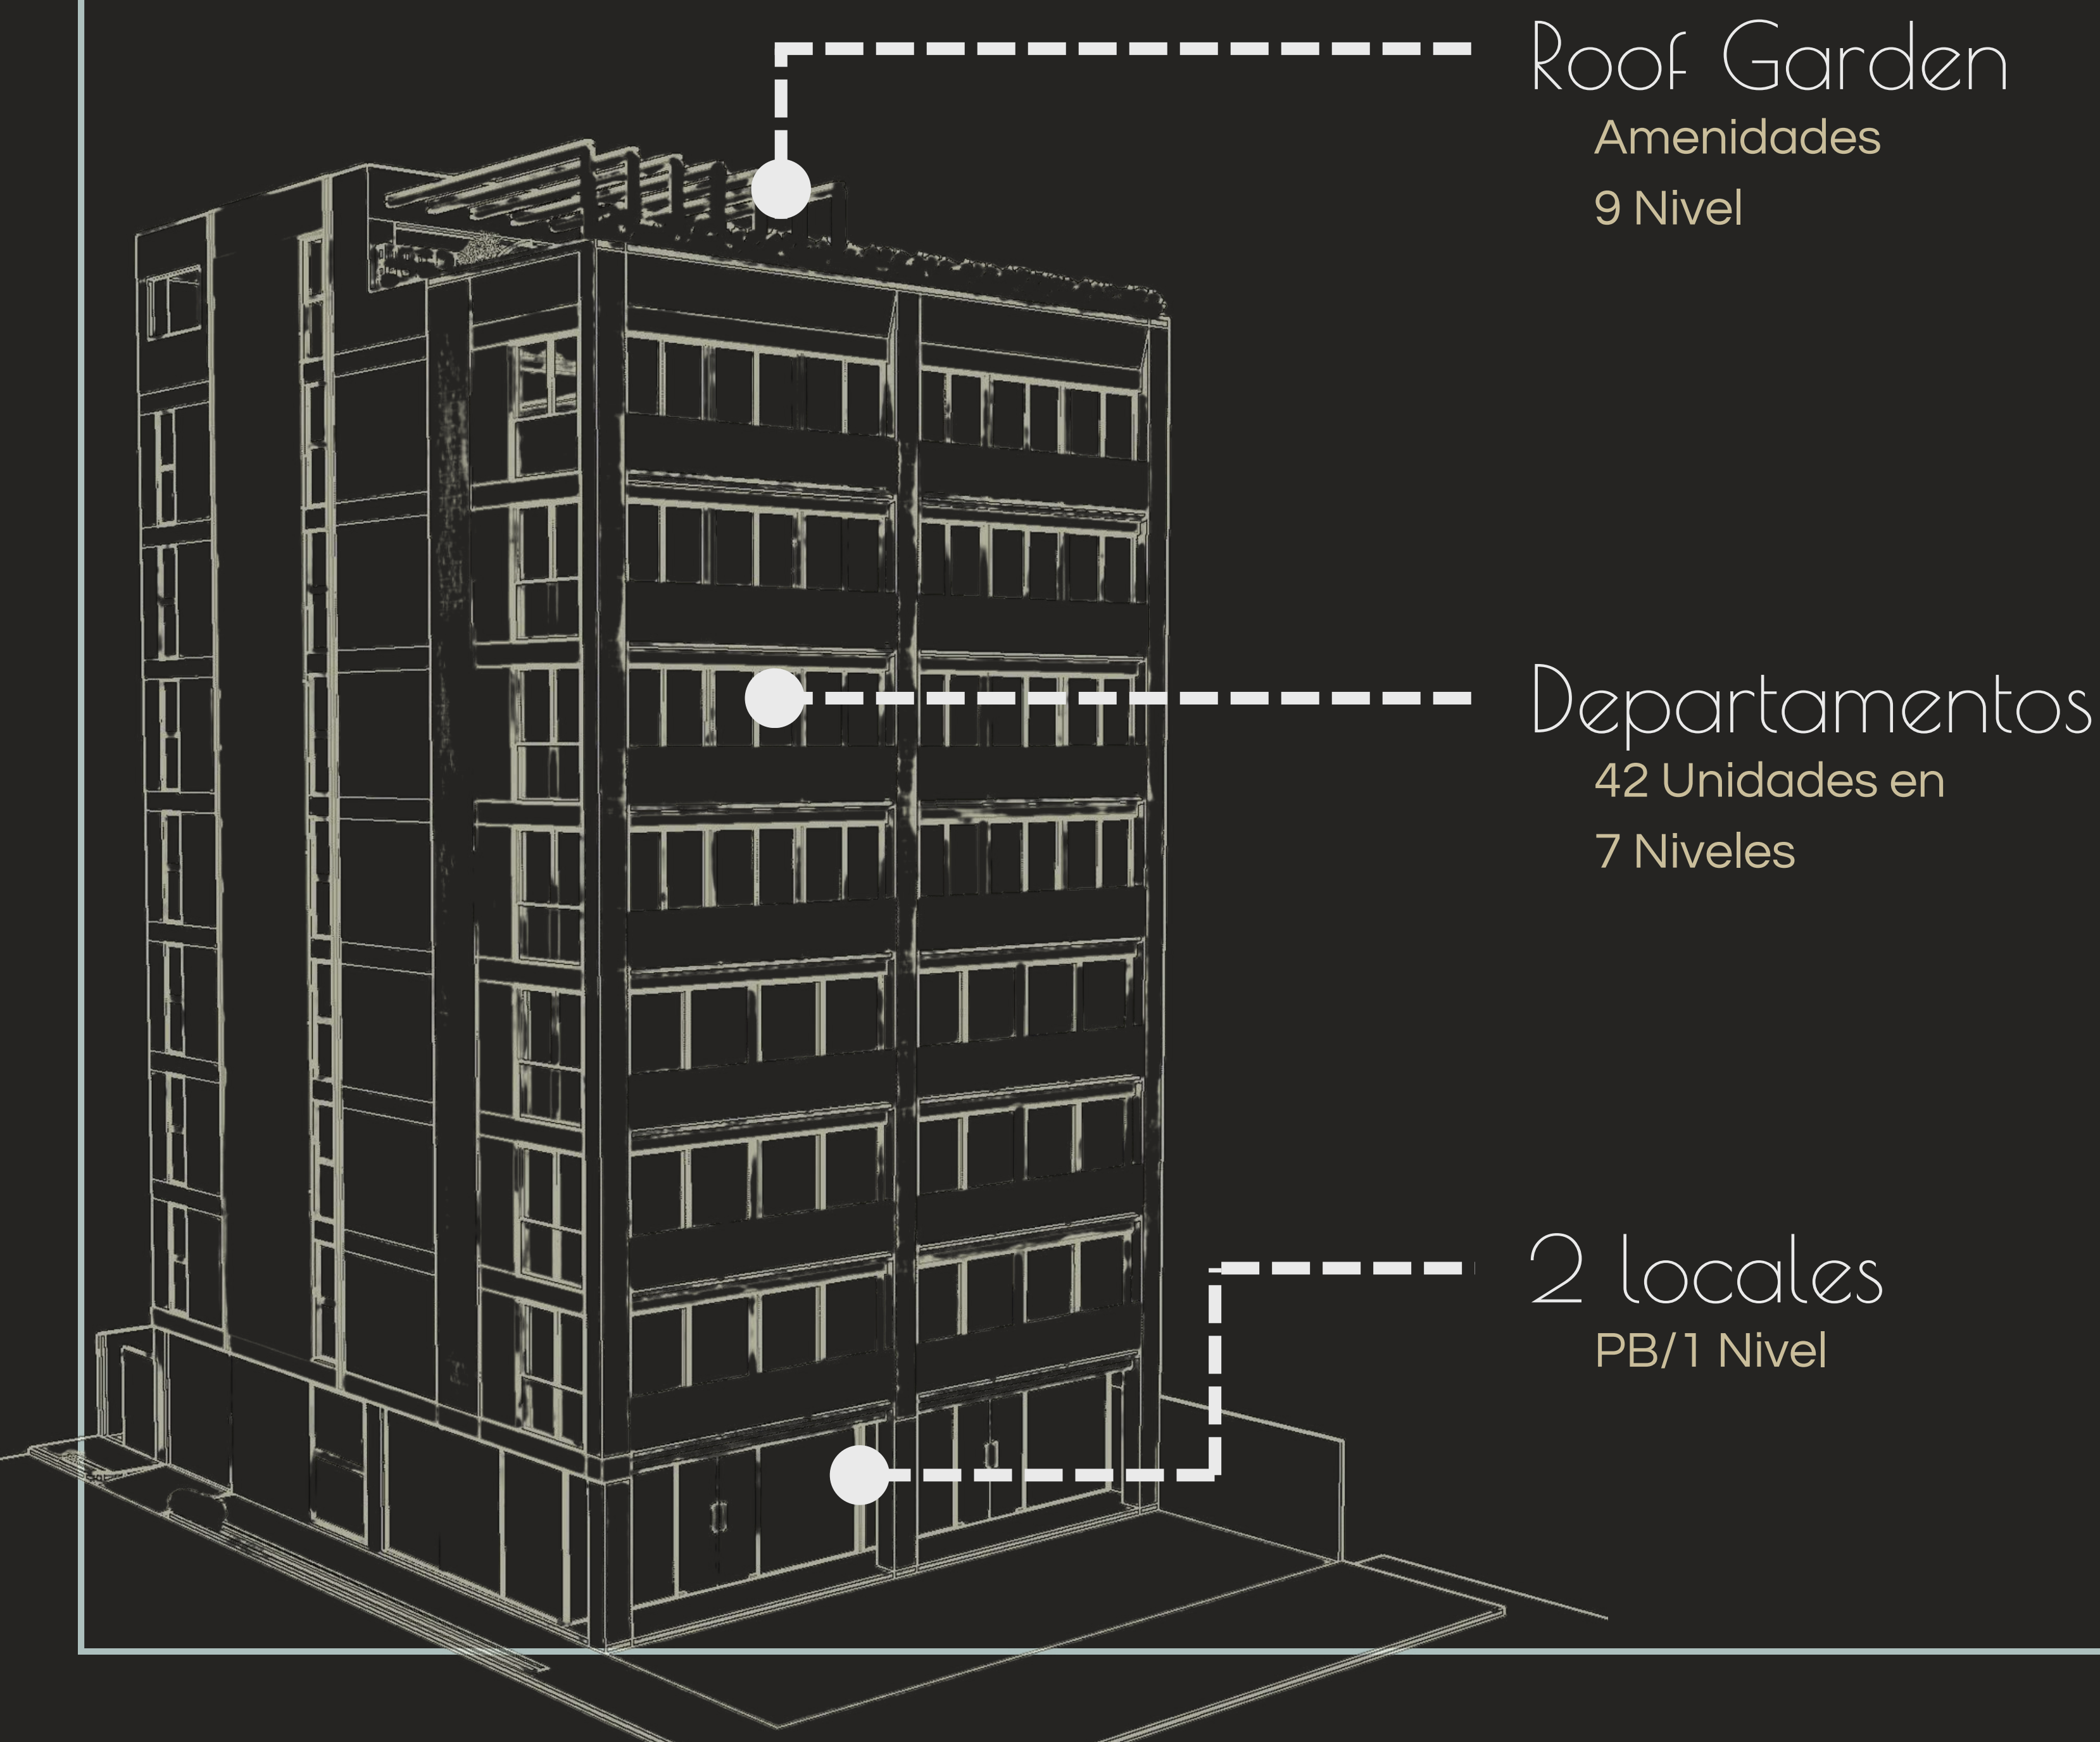 Roof Garden
Amenidades
9 Nivel
Departamentos
42 Unidades en
7 Niveles
2 locales
PB/1 Nivel